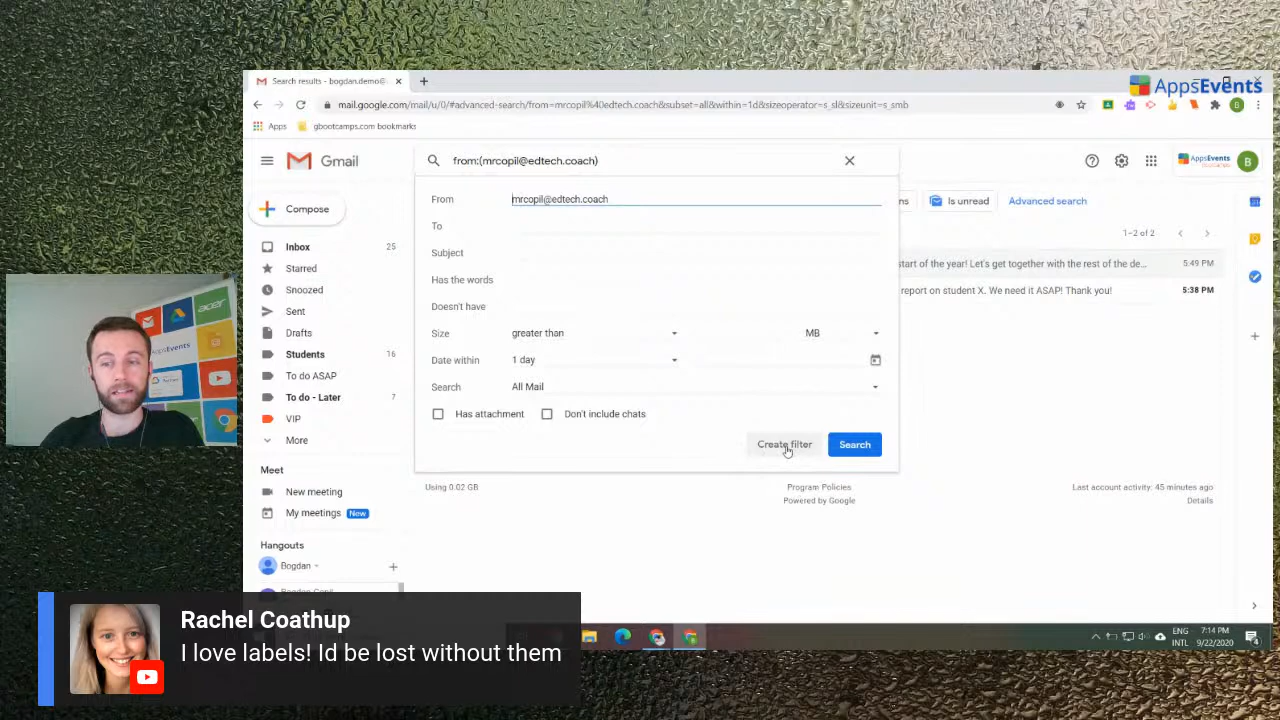 AppsEvents
Search results - bogdan.demo@
mail.google.com/mail/u/0/#advanced-search/from=mrcopil%40edtech.coach&subset=all&within=1d&sizeoperator=s_sl&sizeunit=s_smb
Apps
gbootcamps.com bookmarks
Gmail
from:(mrcopil@edtech.coach)
AppsEvents
B
Compose
From
mrcopil@edtech.coach
Is unread
Advanced search
To
1–2 of 2
Inbox 25
Subject
Starred
start of the year! Let's get together with the rest of the de...
5:49 PM
Has the words
Snoozed
report on student X. We need it ASAP! Thank you!
5:38 PM
Sent
Doesn't have
Drafts
Size
greater than
MB
Students 16
Date within
1 day
To do ASAP
Search
All Mail
To do - Later 7
Has attachment
Don't include chats
VIP
More
Create filter
Search
Meet
New meeting
My meetings New
Using 0.02 GB
Program Policies
Powered by Google
Last account activity: 45 minutes ago
Details
Hangouts
Bogdan
acer
AppsEvents
Rachel Coathup
I love labels! Id be lost without them
ENG
INTL
7:14 PM
9/22/2020